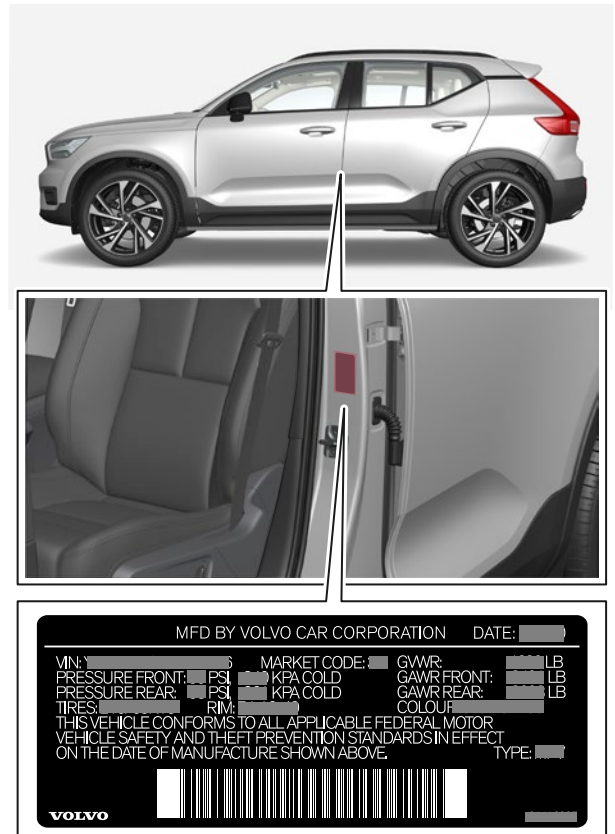 MFD BY VOLVO CAR CORPORATION DATE:
VIN: MARKET CODE: GVWR: LB
PRESSURE FRONT: PSI, KPA COLD GAWR FRONT: LB
PRESSURE REAR: PSI, KPA COLD GAWR REAR: LB
TIRES: RIM: COLOUR
THIS VEHICLE CONFORMS TO ALL APPLICABLE FEDERAL MOTOR
VEHICLE SAFETY AND THEFT PREVENTION STANDARDS IN EFFECT
ON THE DATE OF MANUFACTURE SHOWN ABOVE. TYPE:
VOLVO